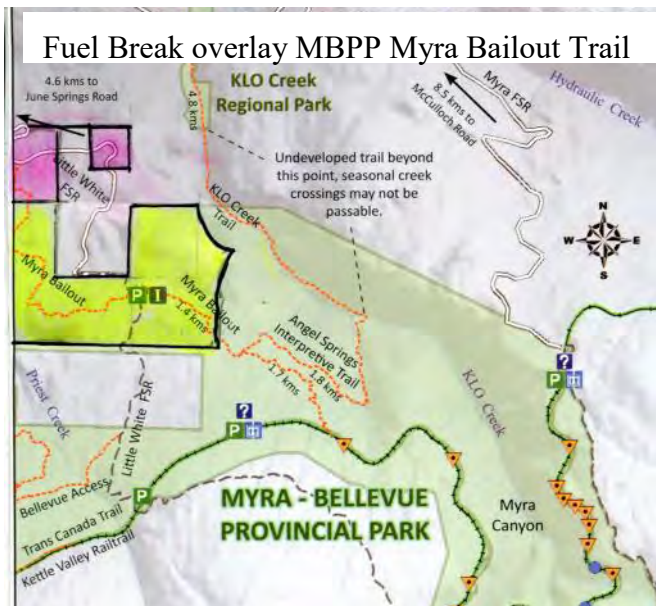 Fuel Break overlay MBPP Myra Bailout Trail
4.6 kms to
June Springs Road
4.8 kms
KLO Creek
Regional Park
Myra FSR
8.5 kms to
McCulloch Road
Hydraulic Creek
Little White
FSR
Undeveloped trail beyond
this point, seasonal creek
crossings may not be
passable.
KLO Creek
Trail
N
W
E
S
Myra Bailout
P
Myra Bailout
1.4 kms
Angel Springs
Interpretive Trail
1.8 kms
1.7 kms
Priest Creek
Little White FSR
?
P
KLO Creek
?
P
Bellevue Access
P
Trans Canada Trail
Kettle Valley Railtrail
MYRA - BELLEVUE
PROVINCIAL PARK
Myra
Canyon